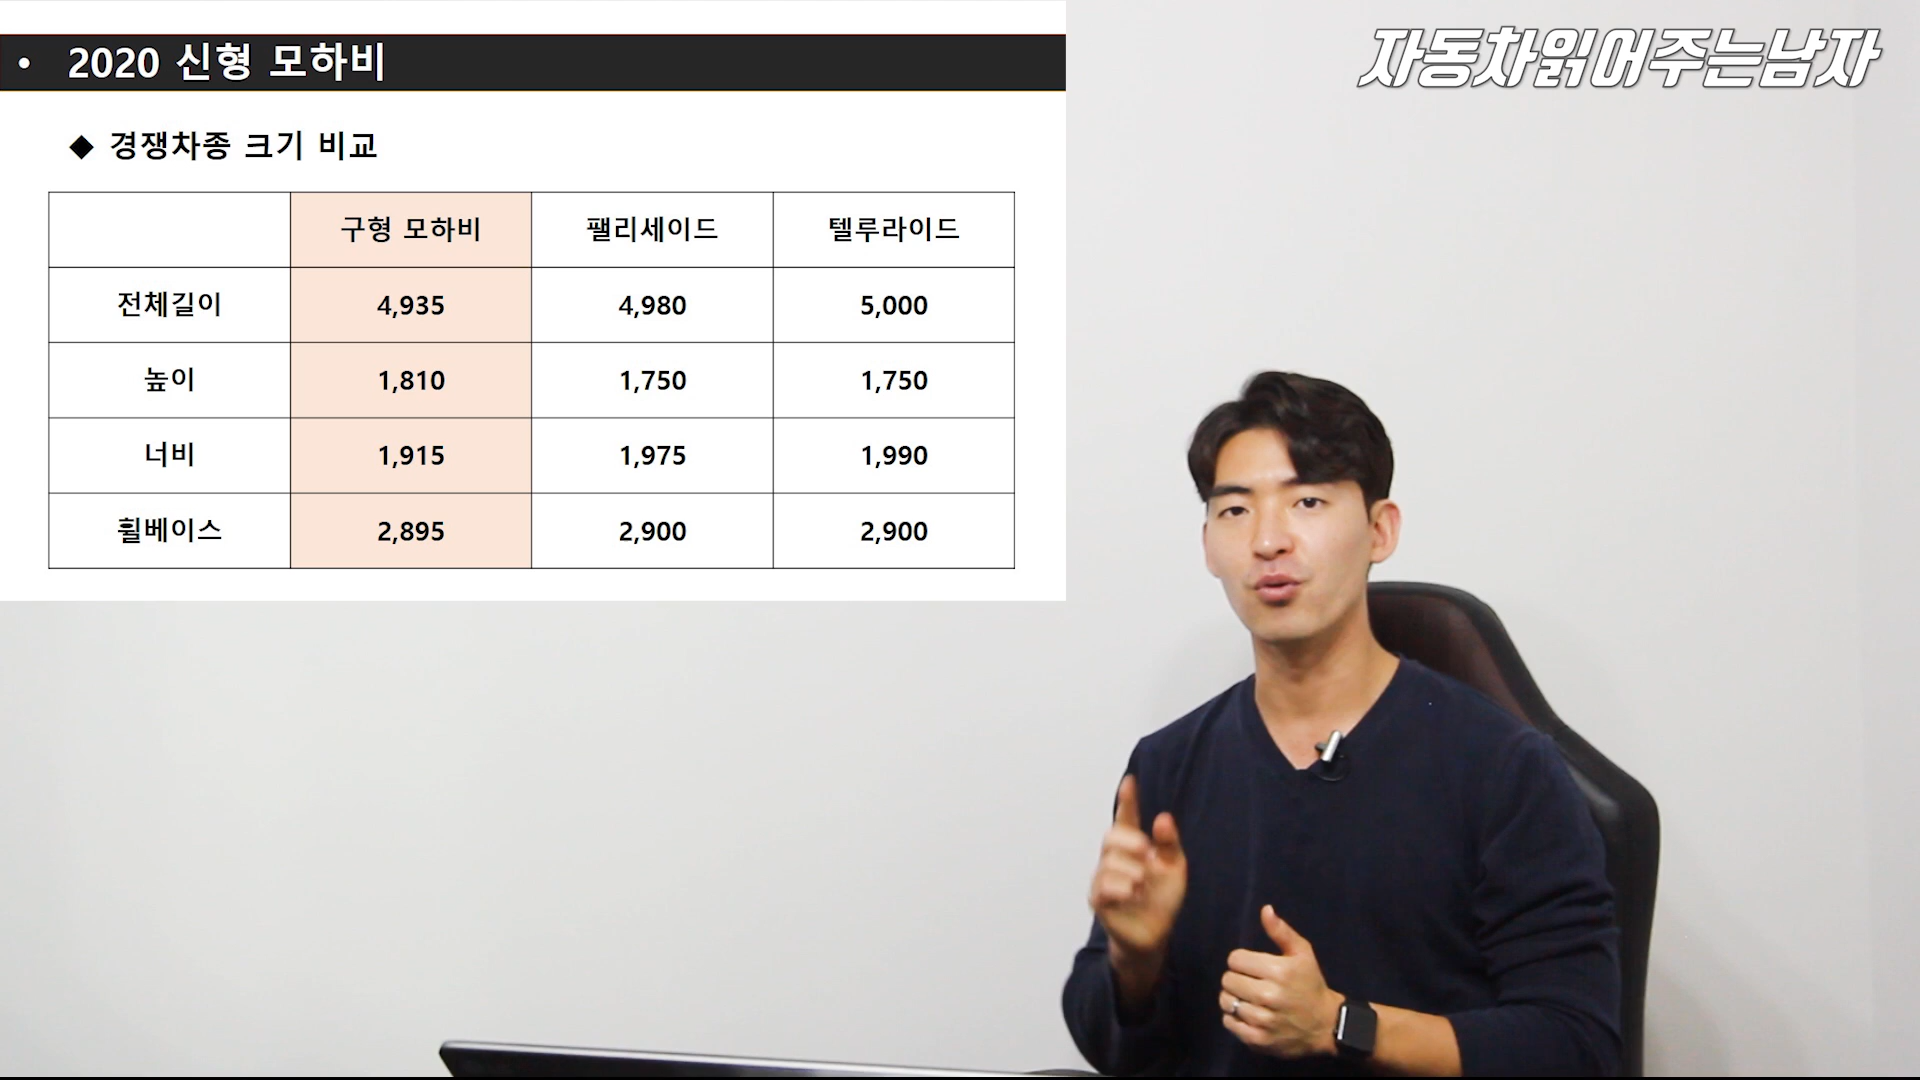 • 2020 신형 모하비
자동차읽어주는남자
◆ 경쟁차종 크기 비교
구형 모하비 팰리세이드 텔루라이드
전체길이 4,935 4,980 5,000
높이 1,810 1,750 1,750
너비 1,915 1,975 1,990
휠베이스 2,895 2,900 2,900